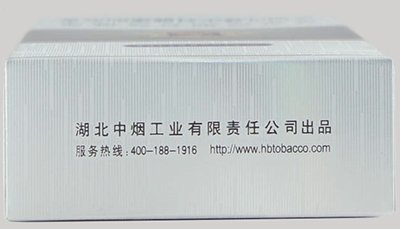 湖北中烟工业有限责任公司出品
服务热线：400-188-1916 http://www.hbtobacco.com